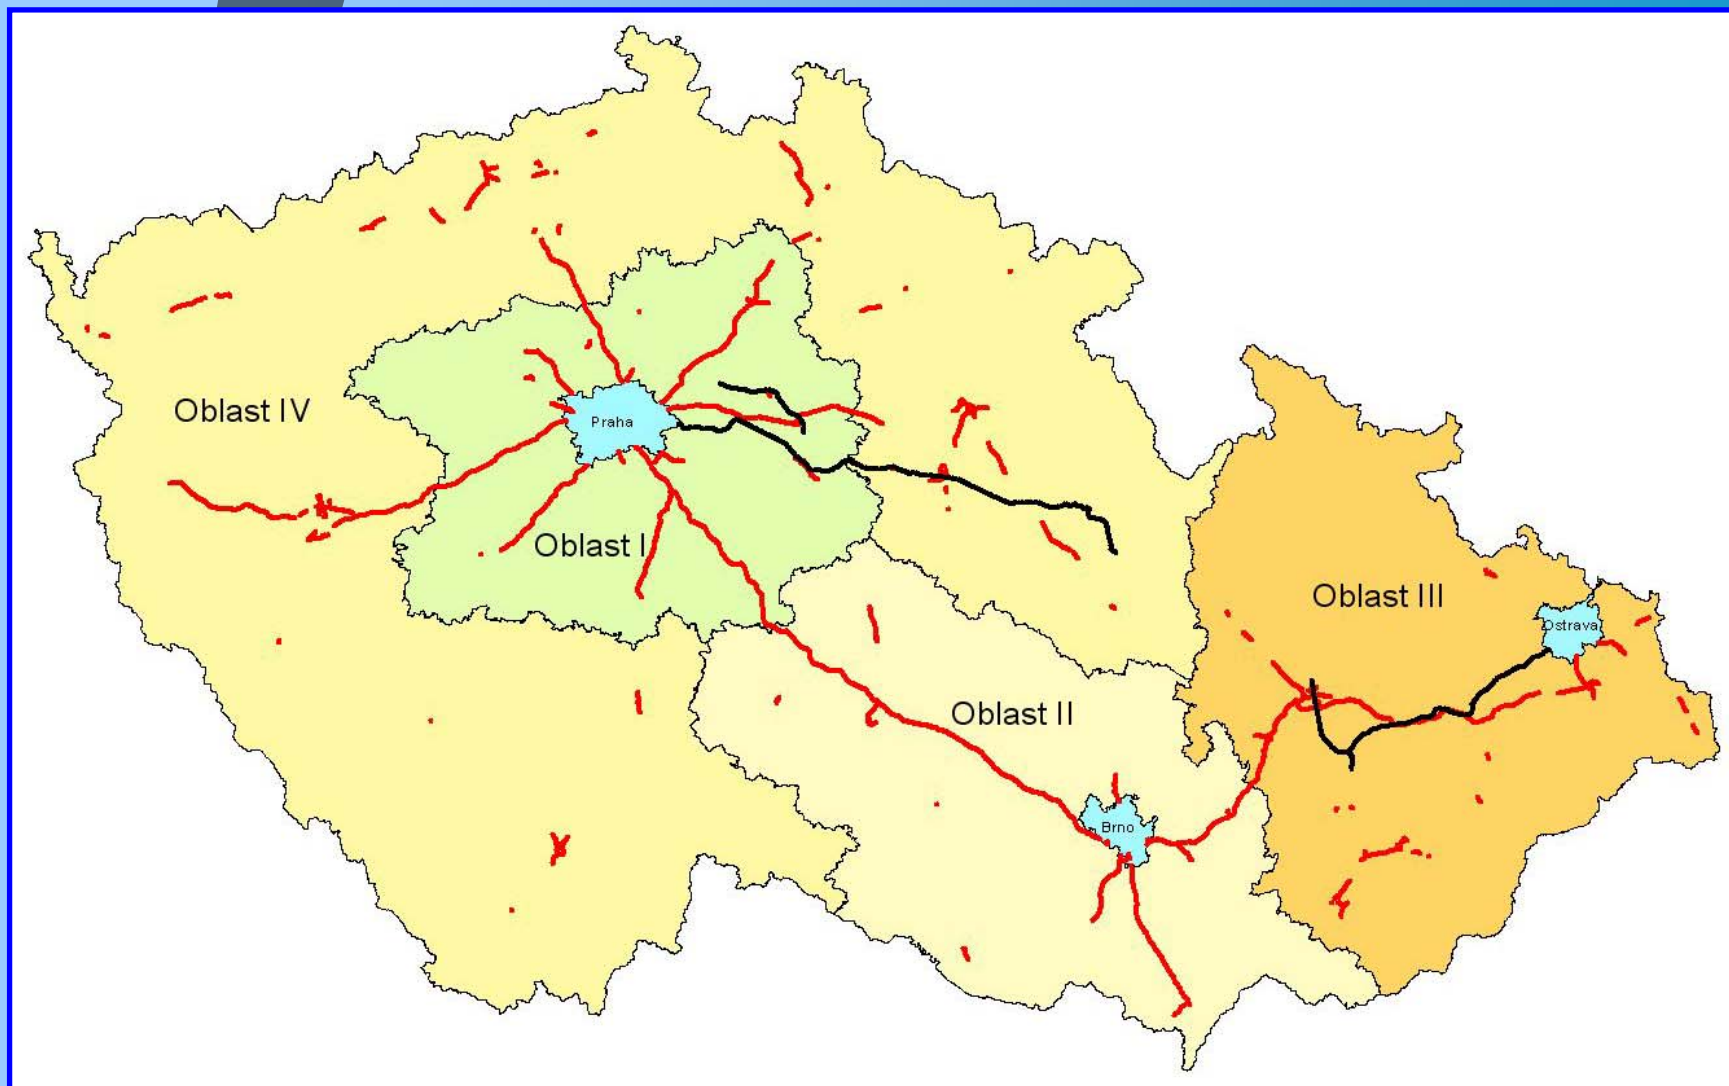 Oblast IV
Praha
Oblast I
Oblast III
Ostrava
Oblast II
Brno